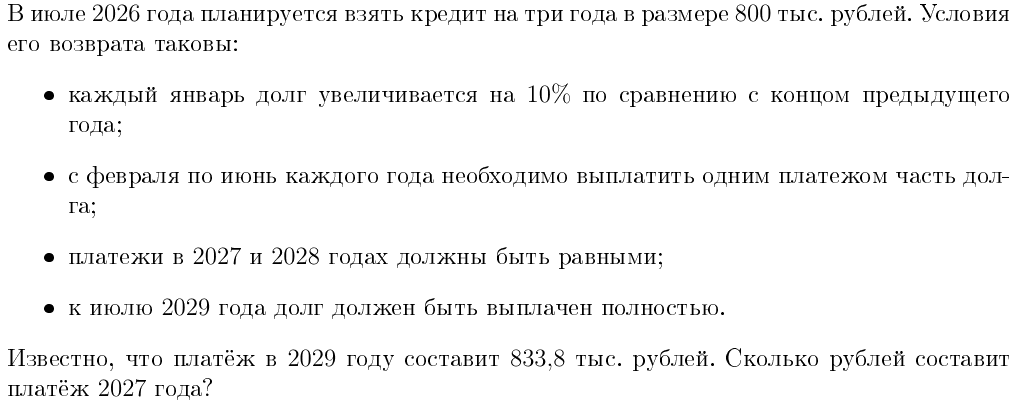 В июле 2026 года планируется взять кредит на три года в размере 800 тыс. рублей. Условия
его возврата таковы:
• каждый январь долг увеличивается на 10% по сравнению с концом предыдущего
года;
• с февраля по июнь каждого года необходимо выплатить одним платежом часть дол-
га;
• платежи в 2027 и 2028 годах должны быть равными;
• к июлю 2029 года долг должен быть выплачен полностью.
Известно, что платёж в 2029 году составит 833,8 тыс. рублей. Сколько рублей составит
платёж 2027 года?